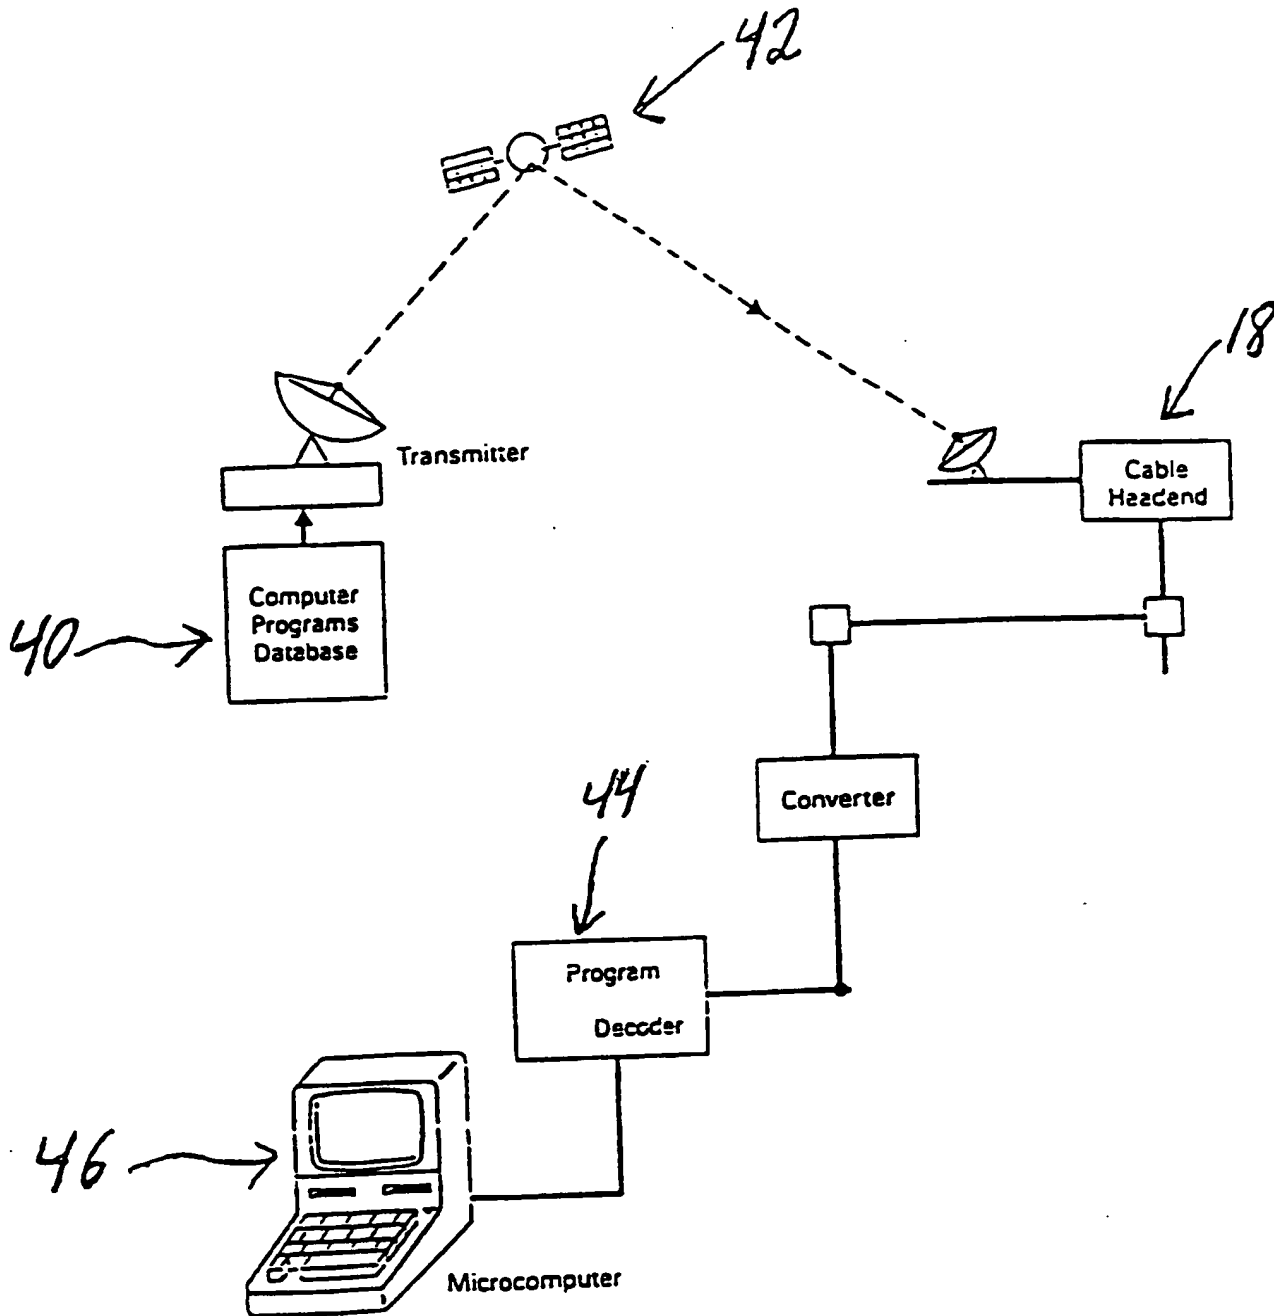 42
18
Transmitter
Cable
Headend
Computer
Programs
Database
40
Converter
44
Program
Decoder
46
Microcomputer